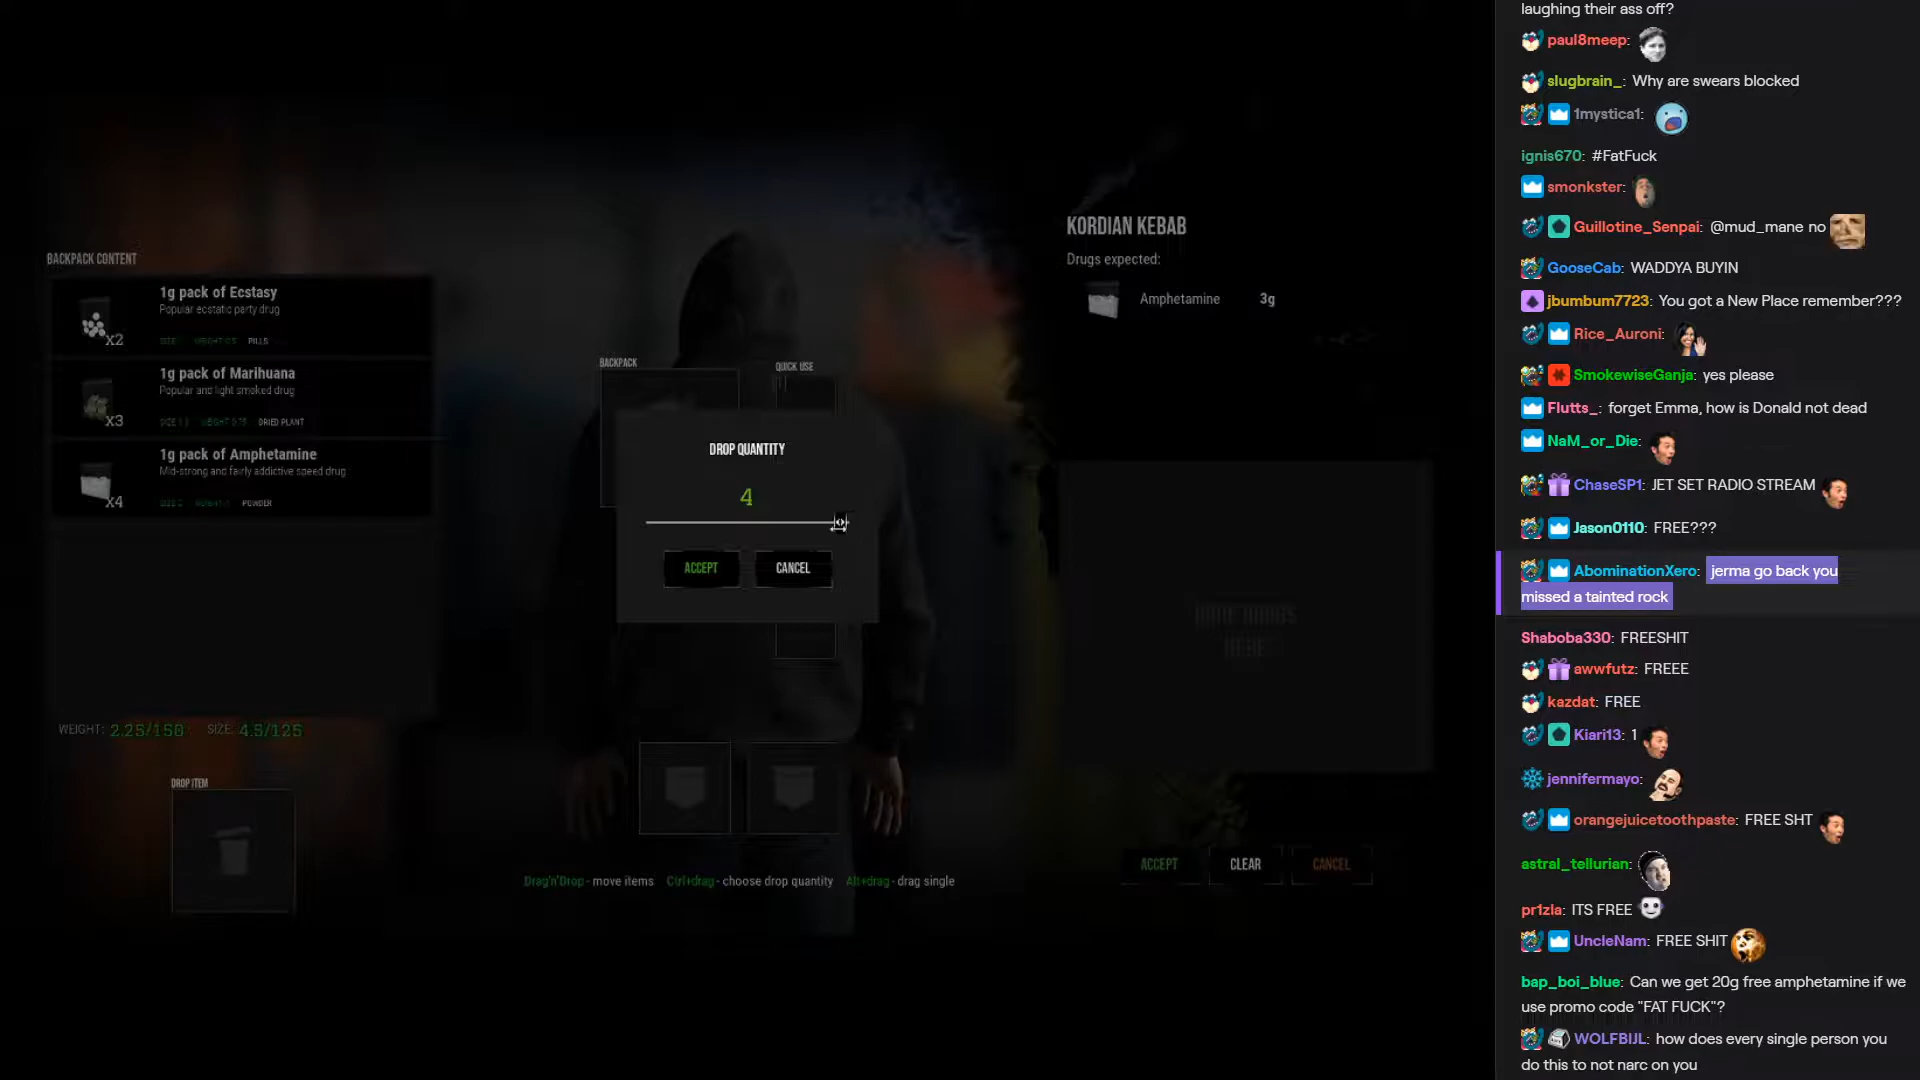 BACKPACK CONTENT
1g pack of Ecstasy
Popular ecstatic party drug
x2
PILLS
1g pack of Marihuana
Popular and light smoked drug
x3
DRIED PLANT
1g pack of Amphetamine
Mid-strong and fairly addictive speed drug
x4
POWDER
WEIGHT: 2.25/150 SIZE: 4.5/125
DROP ITEM
BACKPACK
QUICK USE
DROP QUANTITY
4
ACCEPT CANCEL
Drag'n'Drop - move items Ctrl+drag - choose drop quantity Alt+drag - drag single
KORDIAN KEBAB
Drugs expected:
Amphetamine 3g
ACCEPT CLEAR CANCEL
laughing their ass off?
paul8meep:
slugbrain_: Why are swears blocked
1mystica1:
ignis670: #FatFuck
smonkster:
Guillotine_Senpai: @mud_mane no
GooseCab: WADDYA BUYIN
jbumbum7723: You got a New Place remember???
Rice_Auroni:
SmokewiseGanja: yes please
Flutts_: forget Emma, how is Donald not dead
NaM_or_Die:
ChaseSP1: JET SET RADIO STREAM
Jason0110: FREE???
AbominationXero: jerma go back you
missed a tainted rock
Shaboba330: FREESHIT
awwfutz: FREEE
kazdat: FREE
Kiari13: 1
jennifermayo:
orangejuicetoothpaste: FREE SHT
astral_tellurian:
pr1zla: ITS FREE
UncleNam: FREE SHIT
bap_boi_blue: Can we get 20g free amphetamine if we
use promo code "FAT FUCK"?
WOLFBIJL: how does every single person you
do this to not narc on you